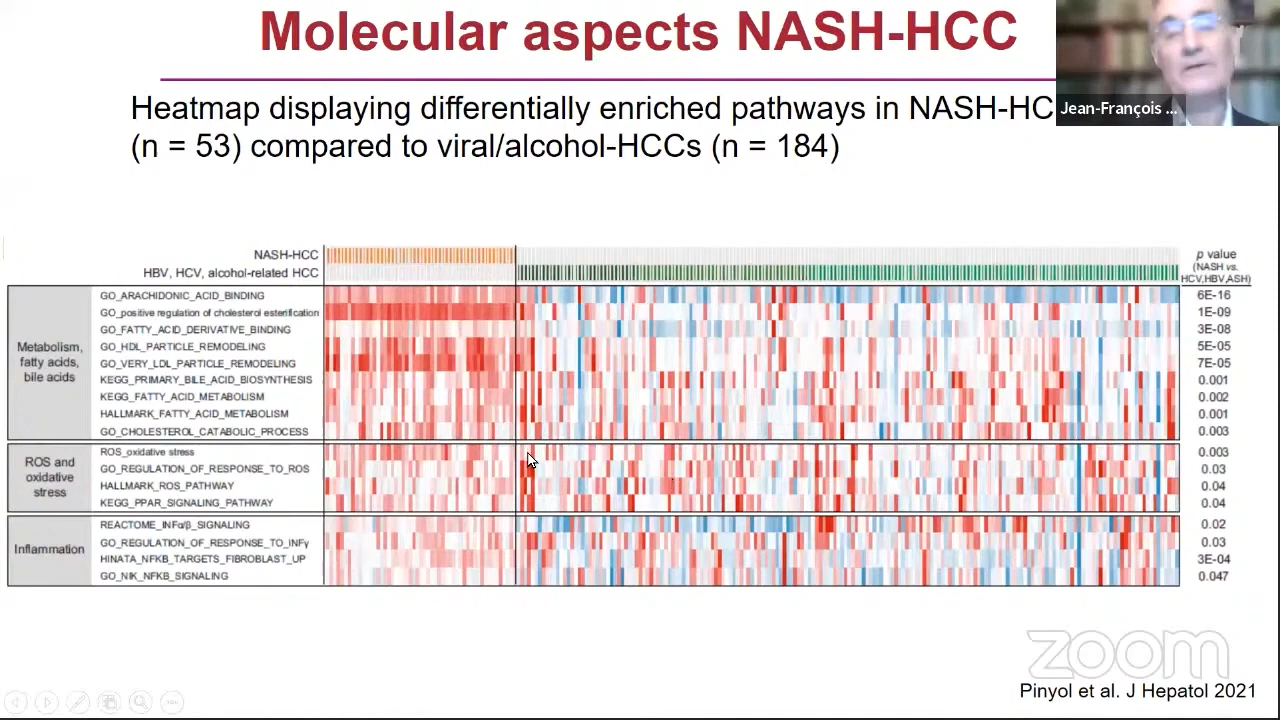 Molecular aspects NASH-HCC
Jean-François ...
Heatmap displaying differentially enriched pathways in NASH-HC
(n = 53) compared to viral/alcohol-HCCs (n = 184)
NASH-HCC
HBV, HCV, alcohol-related HCC
p value
(NASH vs.
HCV,HBV,ASH)
Metabolism,
fatty acids,
bile acids
GO_ARACHIDONIC_ACID_BINDING 6E-16
GO_positive regulation of cholesterol esterification 1E-09
GO_FATTY_ACID_DERIVATIVE_BINDING 3E-08
GO_HDL_PARTICLE_REMODELING 5E-05
GO_VERY_LDL_PARTICLE_REMODELING 7E-05
KEGG_PRIMARY_BILE_ACID_BIOSYNTHESIS 0.001
KEGG_FATTY_ACID_METABOLISM 0.002
HALLMARK_FATTY_ACID_METABOLISM 0.001
GO_CHOLESTEROL_CATABOLIC_PROCESS 0.003
ROS and
oxidative
stress
ROS_oxidative stress 0.003
GO_REGULATION_OF_RESPONSE_TO_ROS 0.03
HALLMARK_ROS_PATHWAY 0.04
KEGG_PPAR_SIGNALING_PATHWAY 0.04
Inflammation
REACTOME_INFα/β_SIGNALING 0.02
GO_REGULATION_OF_RESPONSE_TO_INFγ 0.03
HINATA_NFKB_TARGETS_FIBROBLAST_UP 3E-04
GO_NIK_NFKB_SIGNALING 0.047
zoom
Pinyol et al. J Hepatol 2021